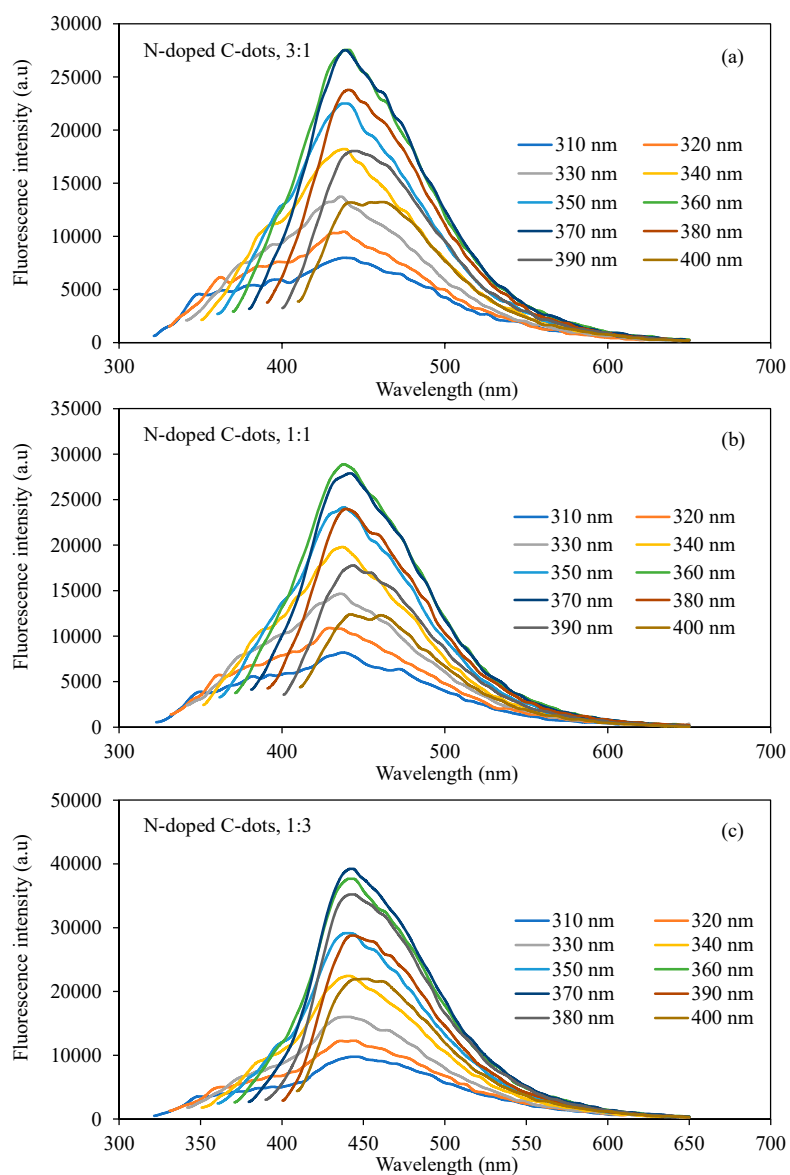 N-doped C-dots, 3:1
(a)
Fluorescence intensity (a.u)
30000
25000
20000
15000
10000
5000
0
310 nm 320 nm
330 nm 340 nm
350 nm 360 nm
370 nm 380 nm
390 nm 400 nm
300 400 500 600 700
Wavelength (nm)
N-doped C-dots, 1:1
(b)
Fluorescence intensity (a.u)
35000
30000
25000
20000
15000
10000
5000
0
310 nm 320 nm
330 nm 340 nm
350 nm 360 nm
370 nm 380 nm
390 nm 400 nm
300 400 500 600 700
Wavelength (nm)
N-doped C-dots, 1:3
(c)
Fluorescence intensity (a.u)
50000
40000
30000
20000
10000
0
310 nm 320 nm
330 nm 340 nm
350 nm 360 nm
370 nm 390 nm
380 nm 400 nm
300 350 400 450 500 550 600 650 700
Wavelength (nm)